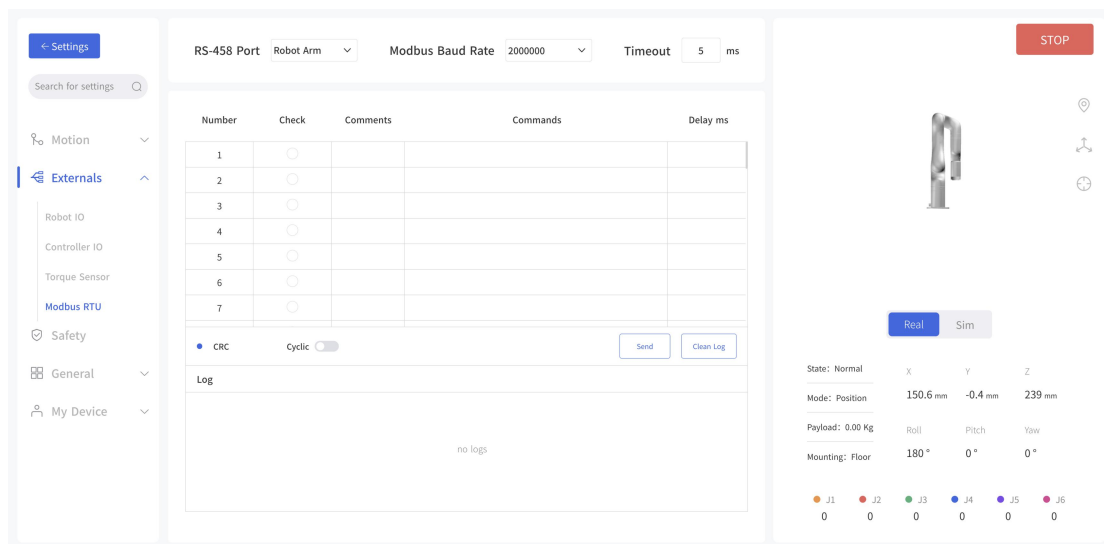 ← Settings
Search for settings
Motion
Externals
Robot IO
Controller IO
Torque Sensor
Modbus RTU
Safety
General
My Device
RS-458 Port Robot Arm Modbus Baud Rate 2000000 Timeout 5 ms
Number Check Comments Commands Delay ms
1
2
3
4
5
6
7
CRC Cyclic Send Clean Log
Log
no logs
STOP
Real Sim
State: Normal
Mode: Position
Payload: 0.00 Kg
Mounting: Floor
X Y Z
150.6 mm -0.4 mm 239 mm
Roll Pitch Yaw
180 ° 0 ° 0 °
J1 J2 J3 J4 J5 J6
0 0 0 0 0 0